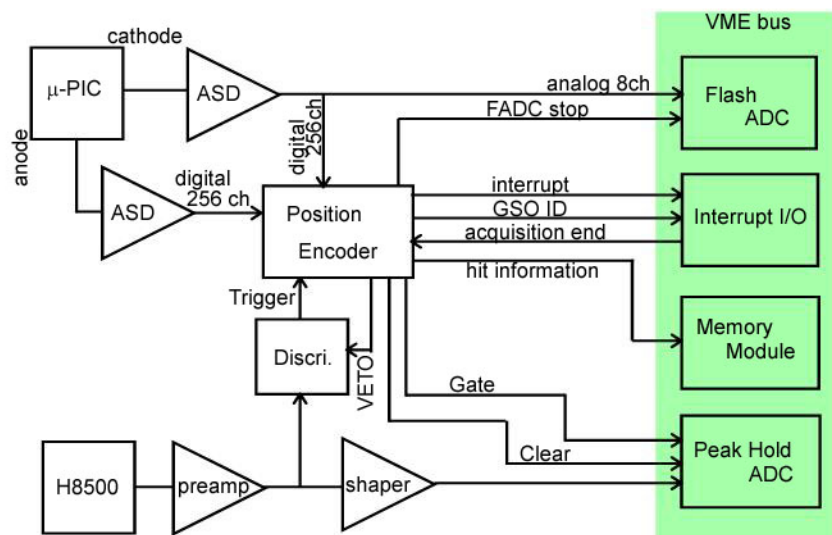 VME bus
cathode
μ-PIC
ASD
analog 8ch
Flash
ADC
FADC stop
anode
digital
256ch
digital
256 ch
ASD
Position
Encoder
interrupt
GSO ID
acquisition end
hit information
Interrupt I/O
Trigger
Discri.
VETO
Memory
Module
Gate
Clear
Peak Hold
ADC
H8500
preamp
shaper